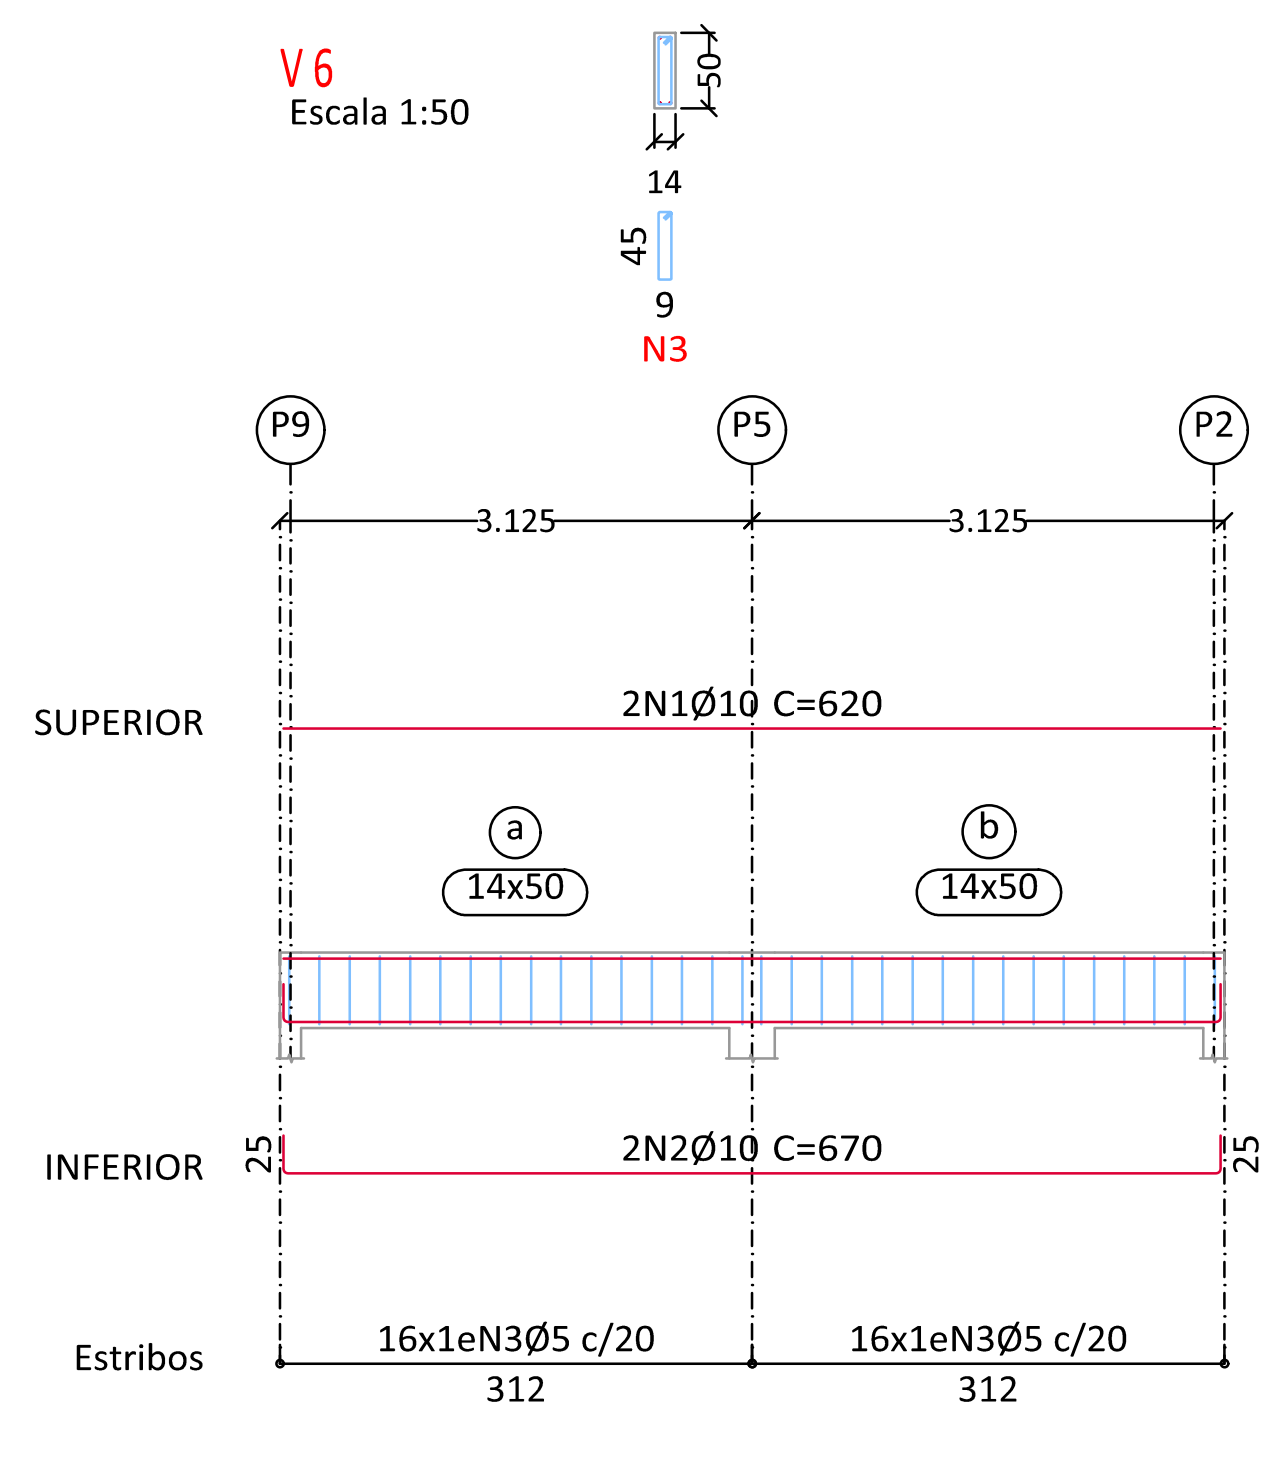 V 6
Escala 1:50
50
14
45
9
N3
P9 P5 P2
3.125 3.125
SUPERIOR 2N1Ø10 C=620
a b
14x50 14x50
INFERIOR 25 2N2Ø10 C=670 25
Estribos 16x1eN3Ø5 c/20 16x1eN3Ø5 c/20
312 312